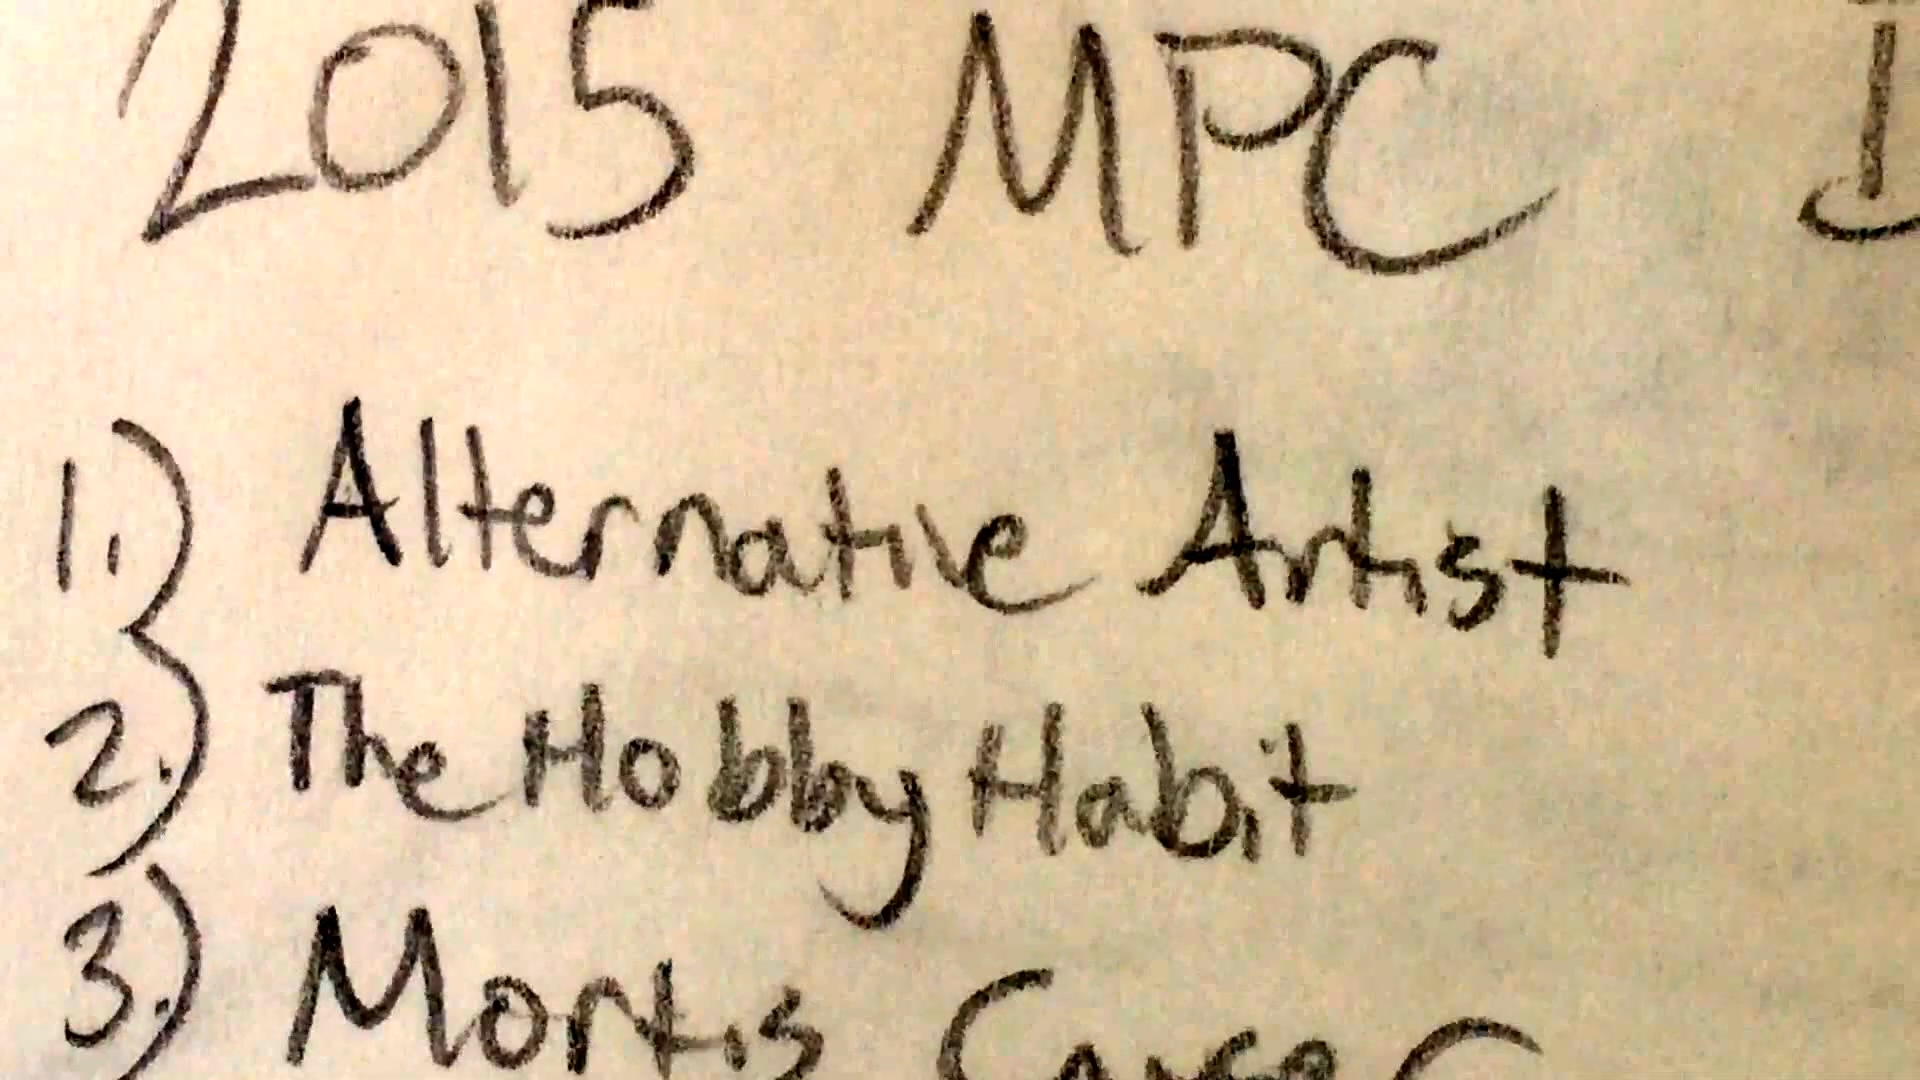 2015 MPC
1.) Alternative Artist
2.) The Hobby Habit
3.) Mortis